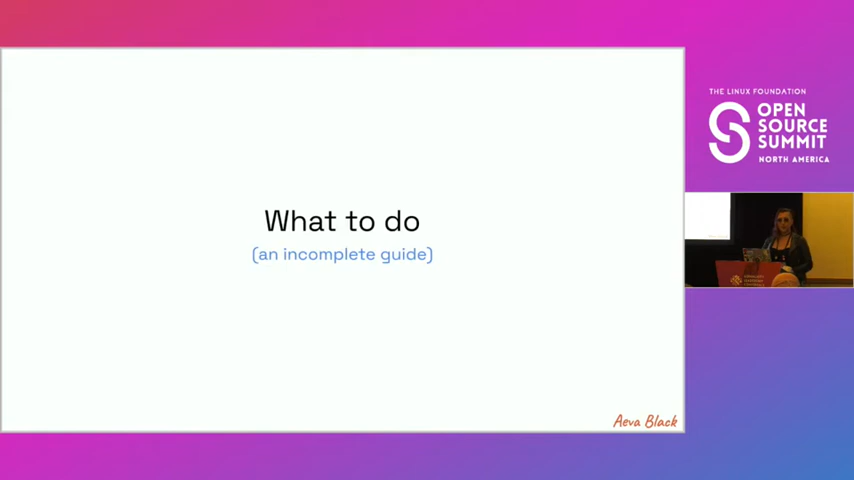 What to do
(an incomplete guide)
Aeva Black
THE LINUX FOUNDATION
OPEN
SOURCE
SUMMIT
NORTH AMERICA